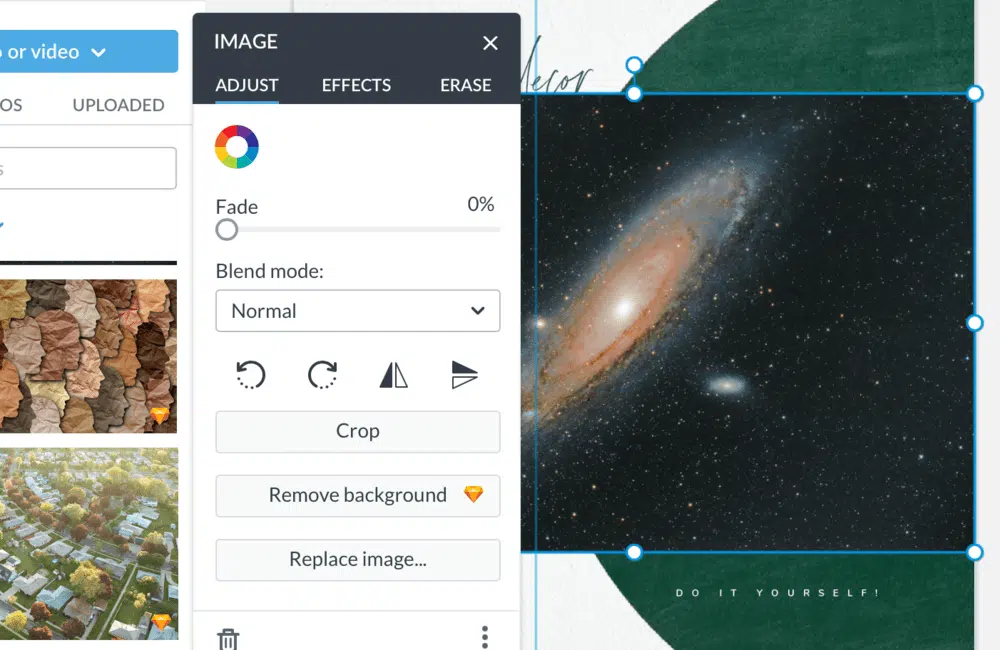 or video
OS
UPLOADED
s
IMAGE
ADJUST
EFFECTS
ERASE
Fade
0%
Blend mode:
Normal
Crop
Remove background
Replace image...
decor
DO IT YOURSELF!